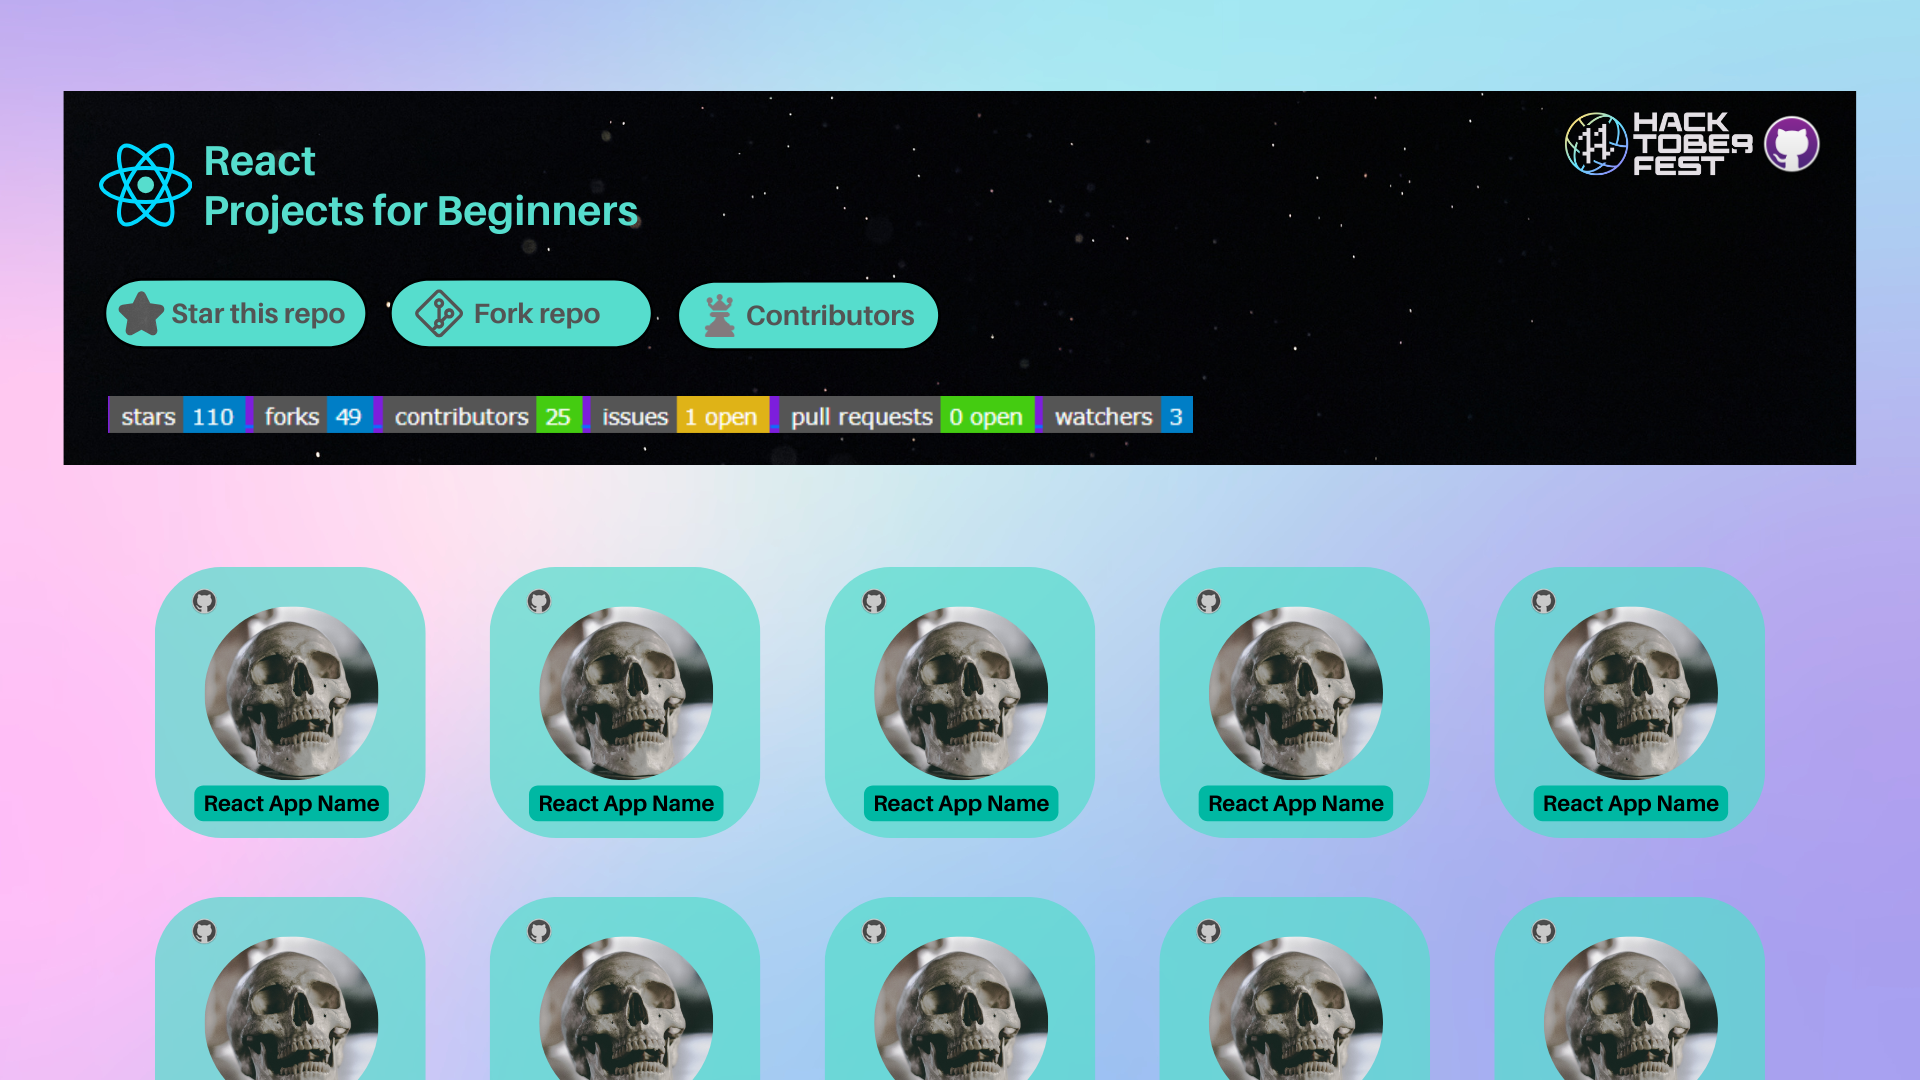 HACK
TOBER
FEST
React
Projects for Beginners
Star this repo
Fork repo
Contributors
stars 110 forks 49 contributors 25 issues 1 open pull requests 0 open watchers 3
React App Name
React App Name
React App Name
React App Name
React App Name